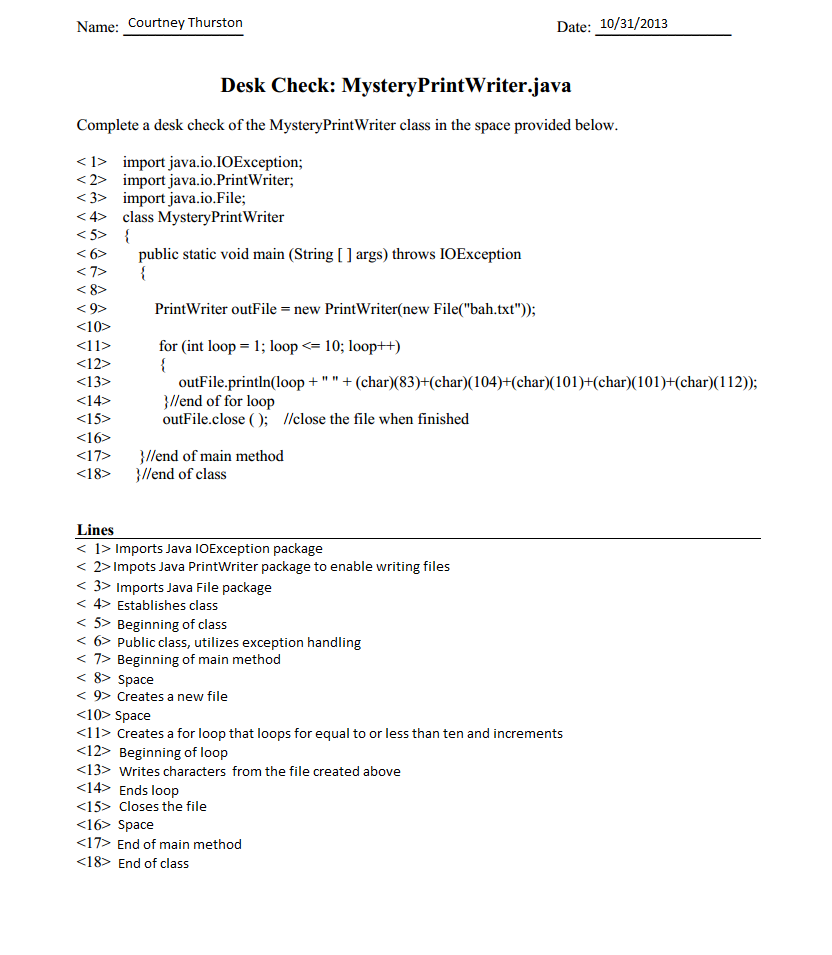 Name: Courtney Thurston Date: 10/31/2013
Desk Check: MysteryPrintWriter.java
Complete a desk check of the MysteryPrintWriter class in the space provided below.
< 1> import java.io.IOException;
< 2> import java.io.PrintWriter;
< 3> import java.io.File;
< 4> class MysteryPrintWriter
< 5> {
< 6> public static void main (String [ ] args) throws IOException
< 7> {
< 8>
< 9> PrintWriter outFile = new PrintWriter(new File("bah.txt"));
<10>
<11> for (int loop = 1; loop <= 10; loop++)
<12> {
<13> outFile.println(loop + " " + (char)(83)+(char)(104)+(char)(101)+(char)(101)+(char)(112));
<14> }//end of for loop
<15> outFile.close ( ); //close the file when finished
<16>
<17> }//end of main method
<18> }//end of class
Lines
< 1> Imports Java IOException package
< 2> Impots Java PrintWriter package to enable writing files
< 3> Imports Java File package
< 4> Establishes class
< 5> Beginning of class
< 6> Public class, utilizes exception handling
< 7> Beginning of main method
< 8> Space
< 9> Creates a new file
<10> Space
<11> Creates a for loop that loops for equal to or less than ten and increments
<12> Beginning of loop
<13> Writes characters from the file created above
<14> Ends loop
<15> Closes the file
<16> Space
<17> End of main method
<18> End of class